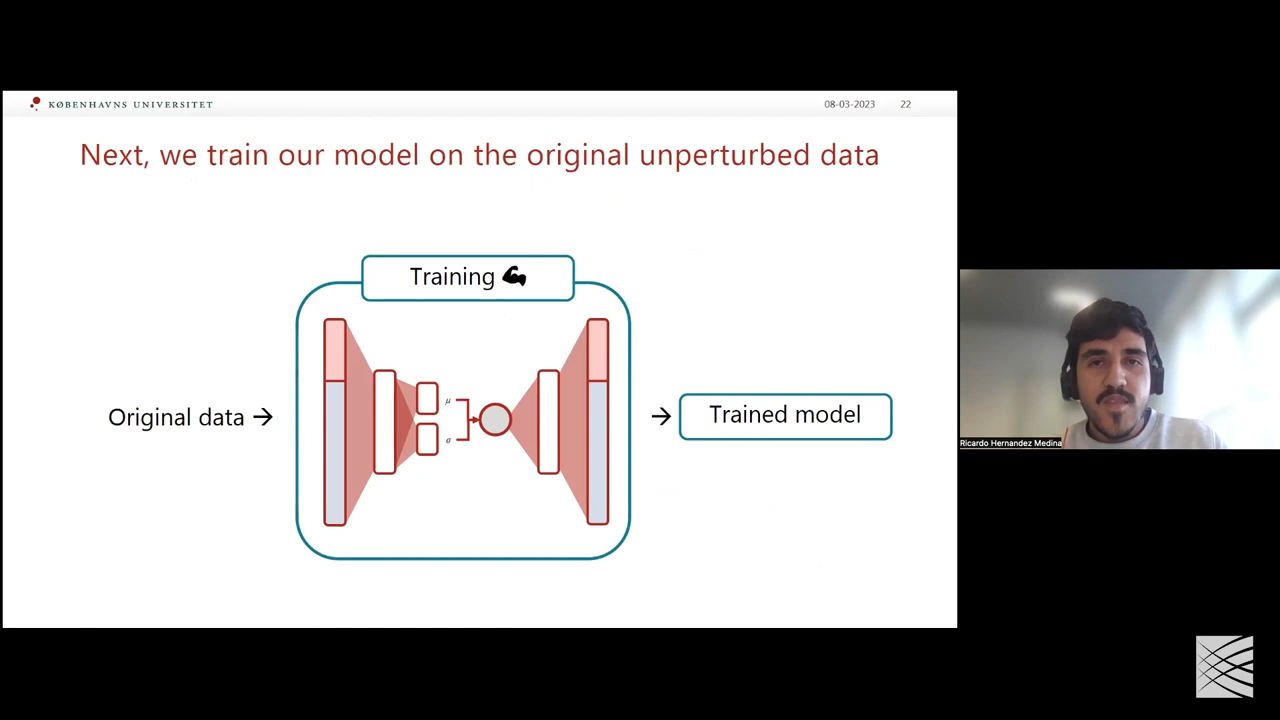 KØBENHAVNS UNIVERSITET
08-03-2023 22
Next, we train our model on the original unperturbed data
Training
Original data →
μ
σ
→ Trained model
Ricardo Hernandez Medina